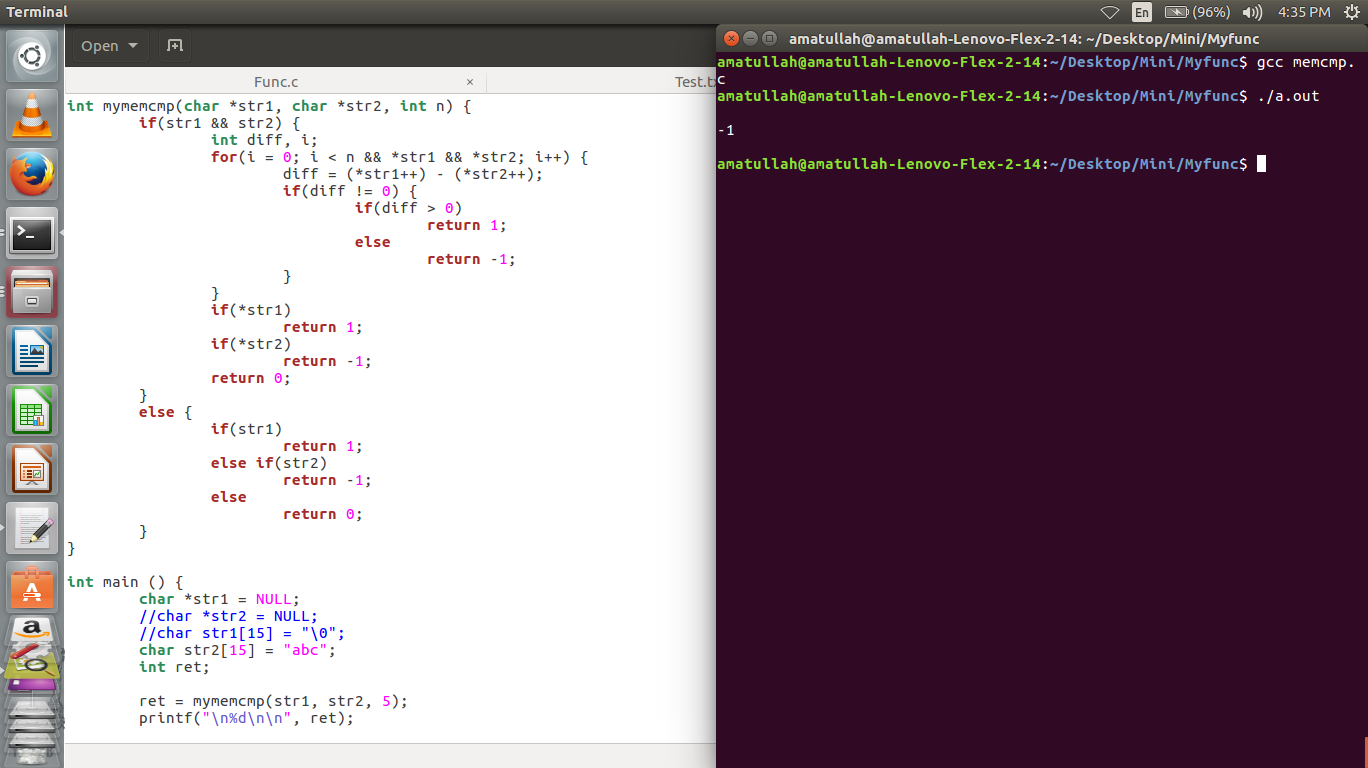 Terminal
En
(96%)
4:35 PM
Open
Func.c
×
Test.t
int mymemcmp(char *str1, char *str2, int n) {
if(str1 && str2) {
int diff, i;
for(i = 0; i < n && *str1 && *str2; i++) {
diff = (*str1++) - (*str2++);
if(diff != 0) {
if(diff > 0)
return 1;
else
return -1;
}
}
if(*str1)
return 1;
if(*str2)
return -1;
return 0;
}
else {
if(str1)
return 1;
else if(str2)
return -1;
else
return 0;
}
}
int main () {
char *str1 = NULL;
//char *str2 = NULL;
//char str1[15] = "\0";
char str2[15] = "abc";
int ret;
ret = mymemcmp(str1, str2, 5);
printf("\n%d\n\n", ret);
amatullah@amatullah-Lenovo-Flex-2-14: ~/Desktop/Mini/Myfunc
amatullah@amatullah-Lenovo-Flex-2-14:~/Desktop/Mini/Myfunc$ gcc memcmp.
c
amatullah@amatullah-Lenovo-Flex-2-14:~/Desktop/Mini/Myfunc$ ./a.out
-1
amatullah@amatullah-Lenovo-Flex-2-14:~/Desktop/Mini/Myfunc$